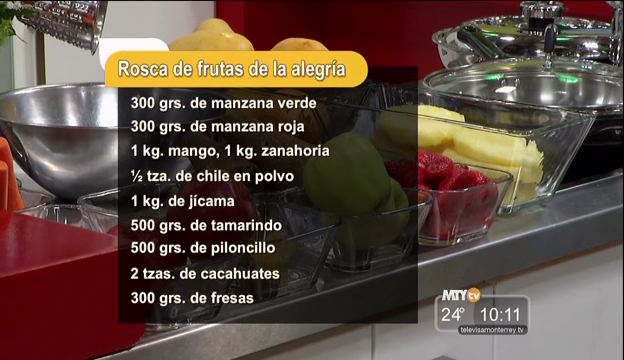 Rosca de frutas de la alegría
300 grs. de manzana verde
300 grs. de manzana roja
1 kg. mango, 1 kg. zanahoria
½ tza. de chile en polvo
1 kg. de jícama
500 grs. de tamarindo
500 grs. de piloncillo
2 tzas. de cacahuates
300 grs. de fresas
MTY tv
24° 10:11
televisamonterrey.tv